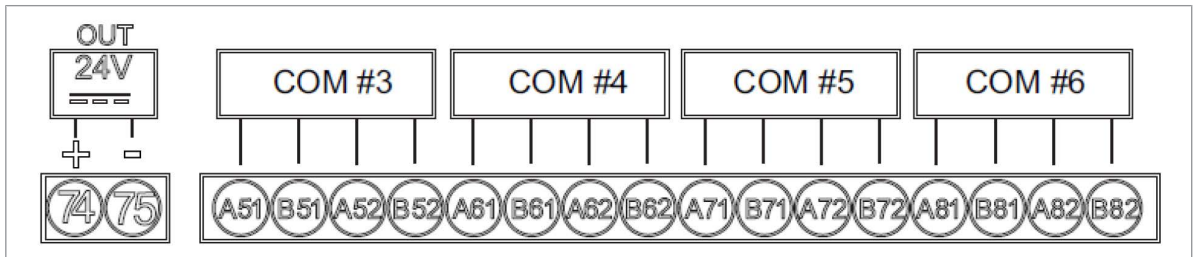 OUT
24V
COM #3 COM #4 COM #5 COM #6
+ -
74 75 A51 B51 A52 B52 A61 B61 A62 B62 A71 B71 A72 B72 A81 B81 A82 B82